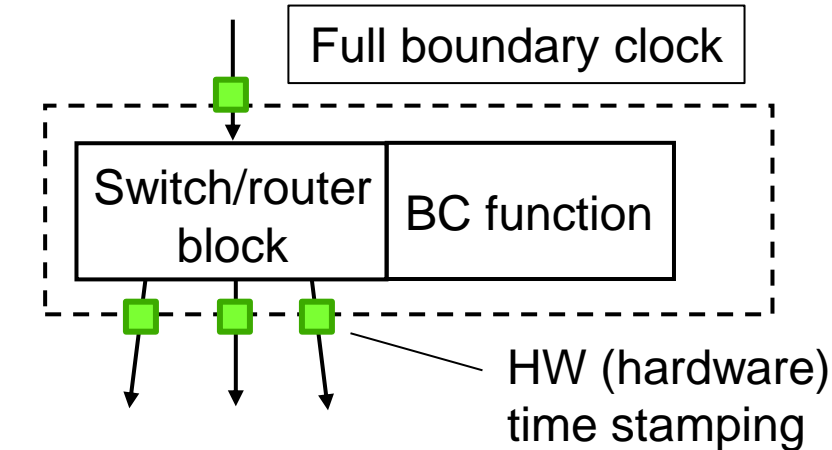 Full boundary clock
Switch/router
block
BC function
HW (hardware)
time stamping